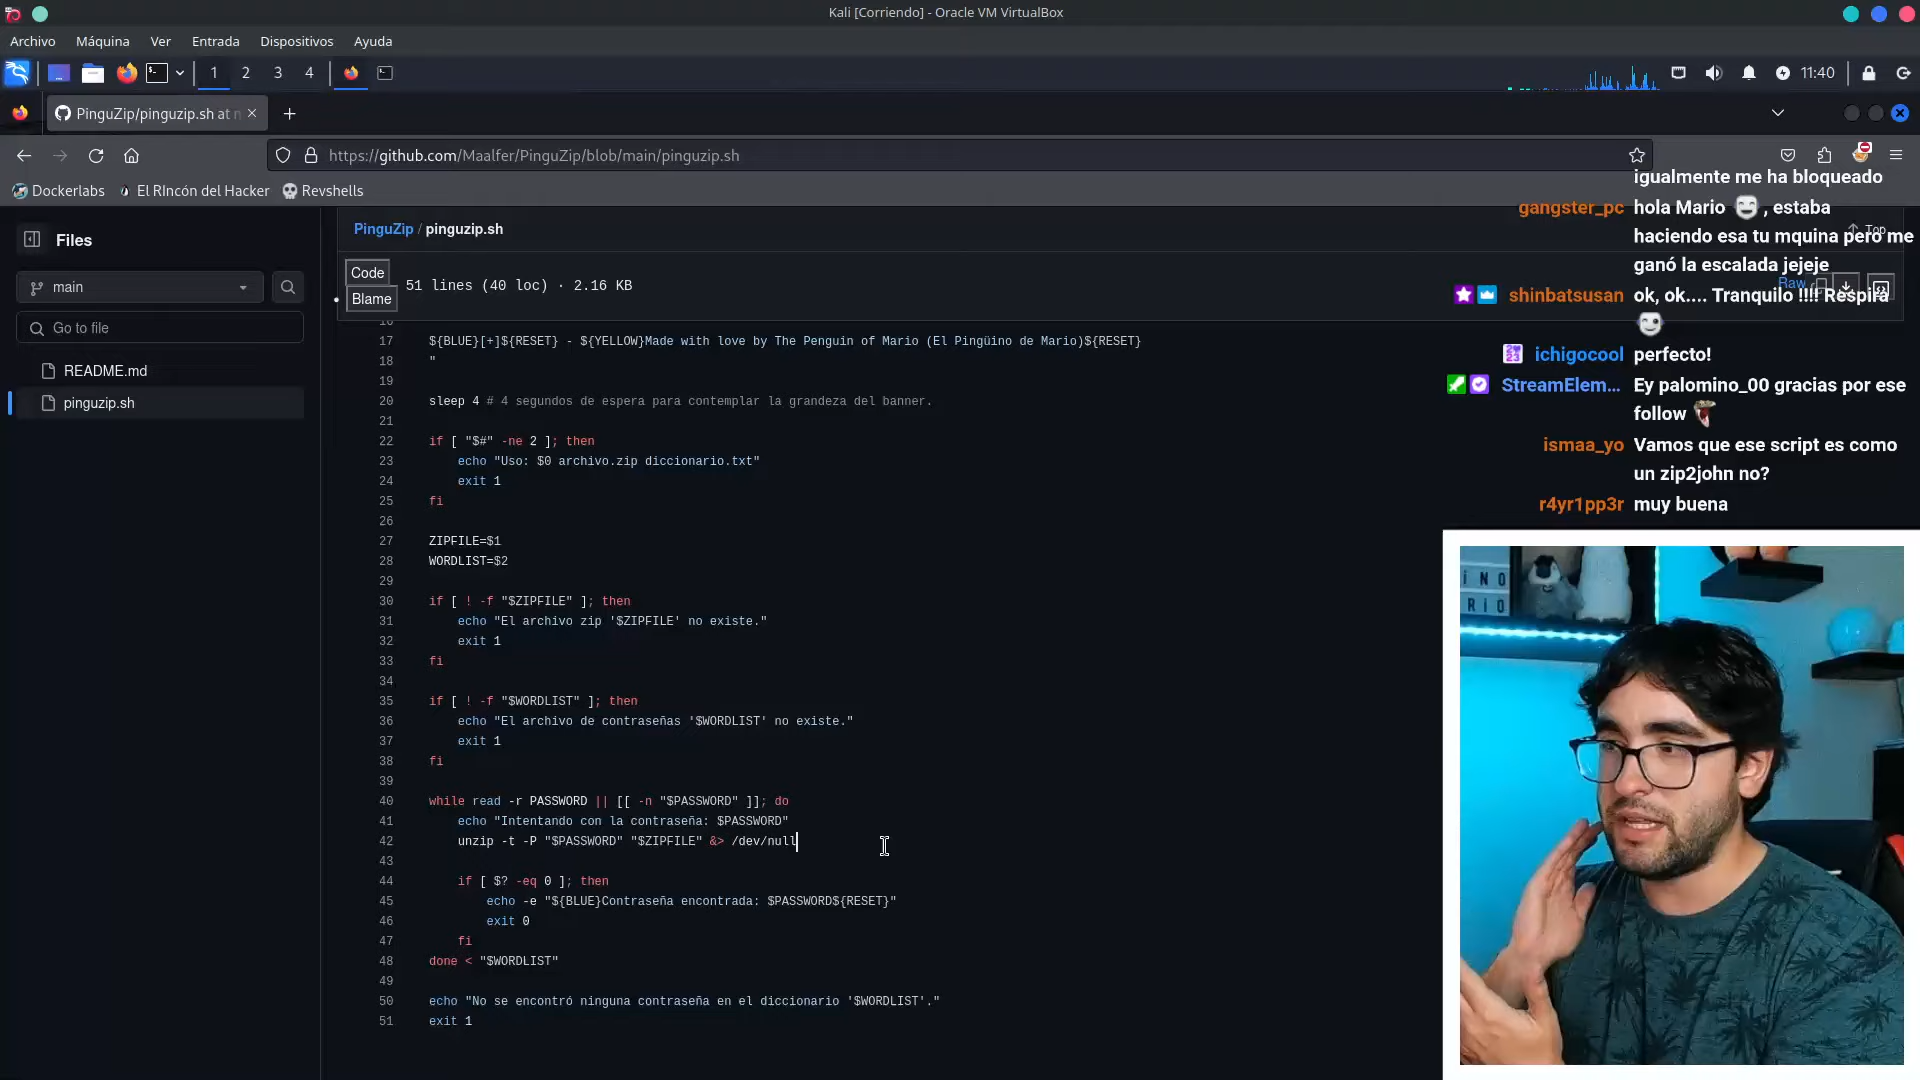 Kali [Corriendo] - Oracle VM VirtualBox
Archivo Máquina Ver Entrada Dispositivos Ayuda
1 2 3 4
11:40
PinguZip/pinguzip.sh at
https://github.com/Maalfer/PinguZip/blob/main/pinguzip.sh
Dockerlabs El RIncón del Hacker Revshells
Files
main
Go to file
README.md
pinguzip.sh
PinguZip / pinguzip.sh
Top
Code
Blame
51 lines (40 loc) · 2.16 KB
Raw
16
17 ${BLUE}[+]${RESET} - ${YELLOW}Made with love by The Penguin of Mario (El Pingüino de Mario)${RESET}
18 "
19
20 sleep 4 # 4 segundos de espera para contemplar la grandeza del banner.
21
22 if [ "$#" -ne 2 ]; then
23 echo "Uso: $0 archivo.zip diccionario.txt"
24 exit 1
25 fi
26
27 ZIPFILE=$1
28 WORDLIST=$2
29
30 if [ ! -f "$ZIPFILE" ]; then
31 echo "El archivo zip '$ZIPFILE' no existe."
32 exit 1
33 fi
34
35 if [ ! -f "$WORDLIST" ]; then
36 echo "El archivo de contraseñas '$WORDLIST' no existe."
37 exit 1
38 fi
39
40 while read -r PASSWORD || [[ -n "$PASSWORD" ]]; do
41 echo "Intentando con la contraseña: $PASSWORD"
42 unzip -t -P "$PASSWORD" "$ZIPFILE" &> /dev/null
43
44 if [ $? -eq 0 ]; then
45 echo -e "${BLUE}Contraseña encontrada: $PASSWORD${RESET}"
46 exit 0
47 fi
48 done < "$WORDLIST"
49
50 echo "No se encontró ninguna contraseña en el diccionario '$WORDLIST'."
51 exit 1
igualmente me ha bloqueado
gangster_pc hola Mario , estaba
haciendo esa tu mquina pero me
ganó la escalada jejeje
shinbatsusan ok, ok.... Tranquilo !!!! Respira
ichigocool perfecto!
StreamElem... Ey palomino_00 gracias por ese
follow
ismaa_yo Vamos que ese script es como
un zip2john no?
r4yr1pp3r muy buena